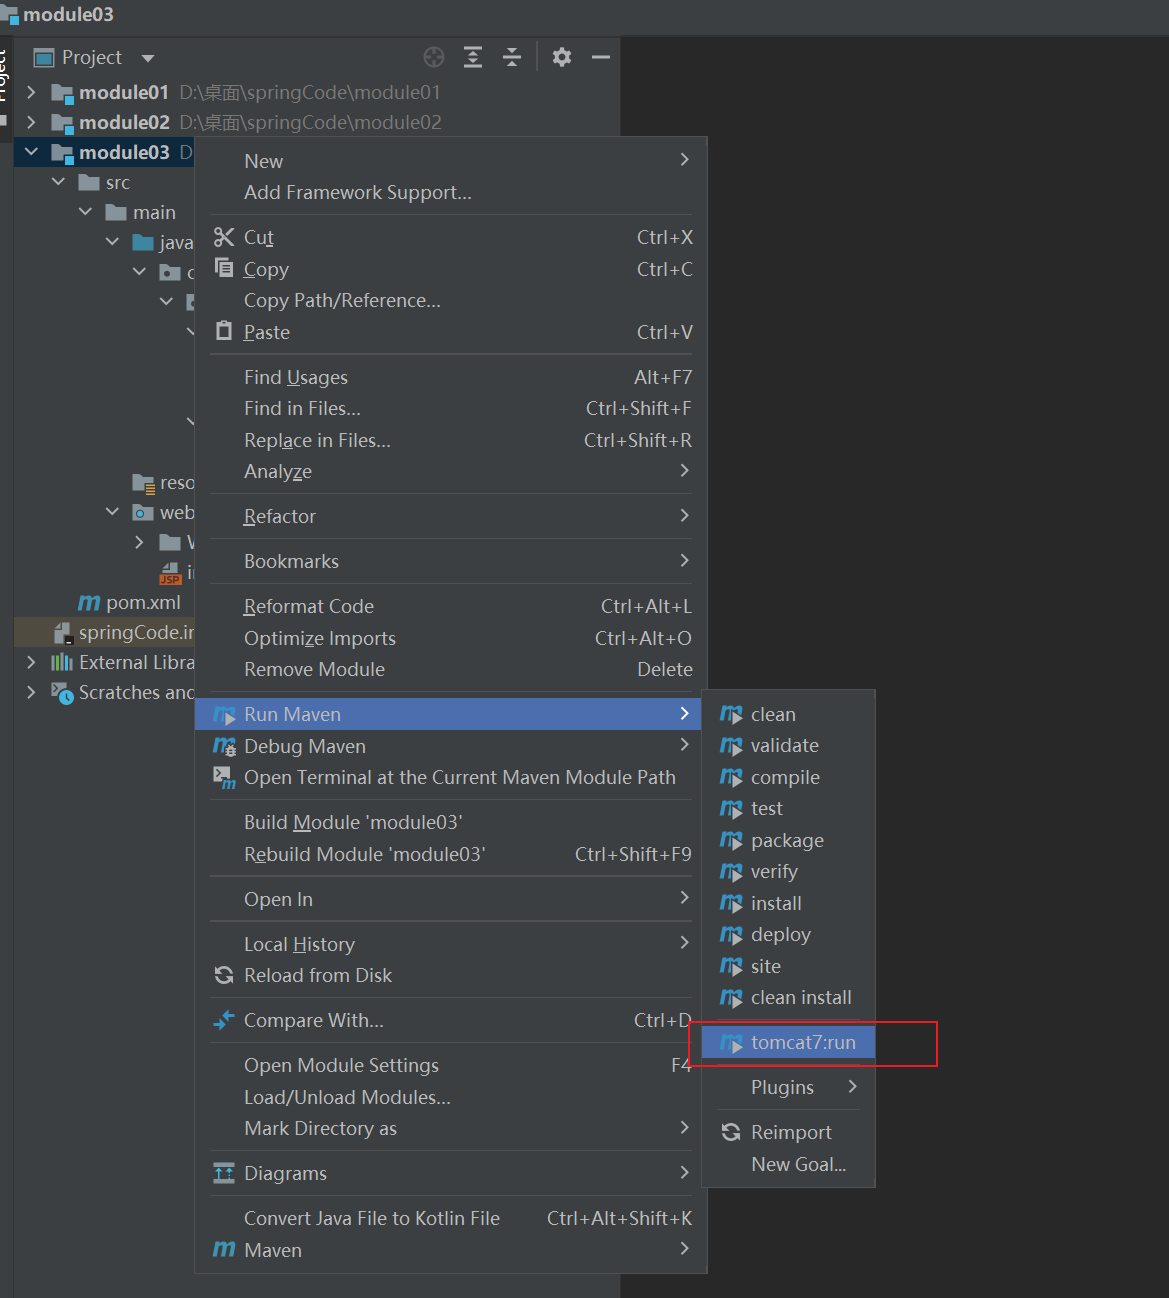 module03
Project
Project
module01 D:\桌面\springCode\module01
module02 D:\桌面\springCode\module02
module03 D
src
main
java
reso
web
JSP
pom.xml
springCode.i
External Libra
Scratches and
New
Add Framework Support...
Cut Ctrl+X
Copy Ctrl+C
Copy Path/Reference...
Paste Ctrl+V
Find Usages Alt+F7
Find in Files... Ctrl+Shift+F
Replace in Files... Ctrl+Shift+R
Analyze
Refactor
Bookmarks
Reformat Code Ctrl+Alt+L
Optimize Imports Ctrl+Alt+O
Remove Module Delete
Run Maven
Debug Maven
Open Terminal at the Current Maven Module Path
Build Module 'module03'
Rebuild Module 'module03' Ctrl+Shift+F9
Open In
Local History
Reload from Disk
Compare With... Ctrl+D
Open Module Settings F4
Load/Unload Modules...
Mark Directory as
Diagrams
Convert Java File to Kotlin File Ctrl+Alt+Shift+K
Maven
clean
validate
compile
test
package
verify
install
deploy
site
clean install
tomcat7:run
Plugins
Reimport
New Goal...